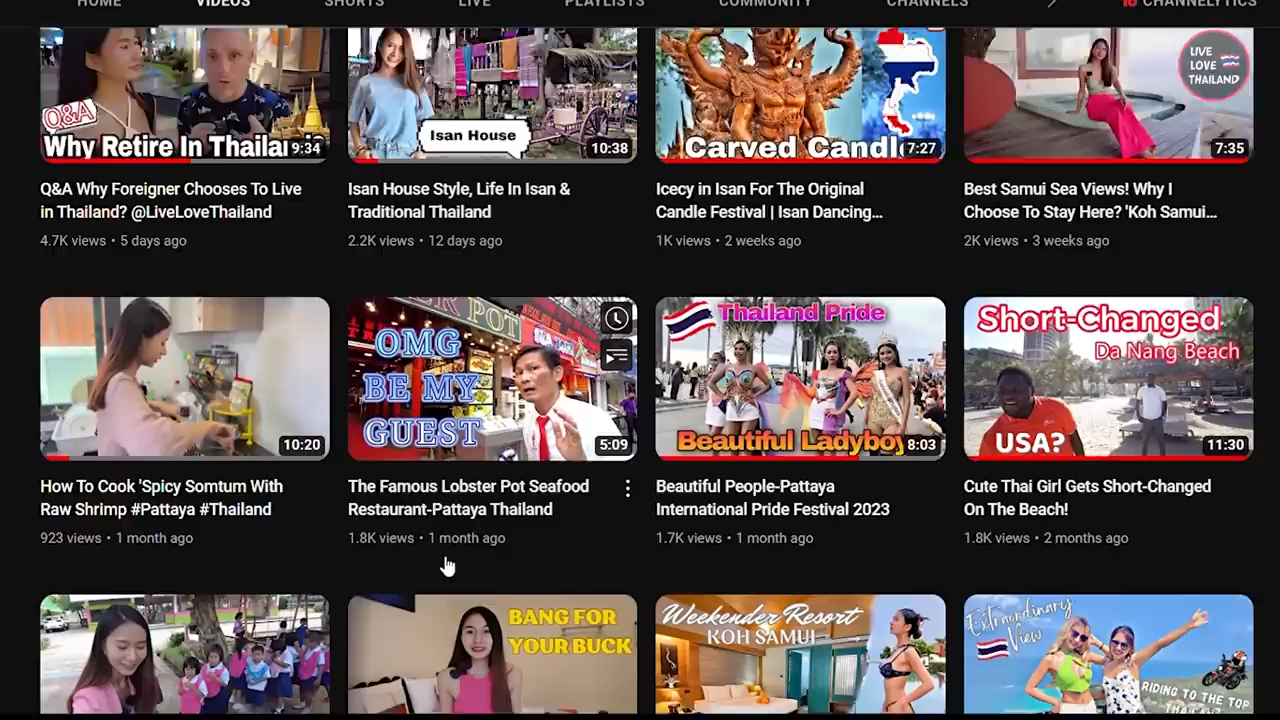 HOME VIDEOS SHORTS LIVE PLAYLISTS COMMUNITY CHANNELS CHANNELYTICS
Q&A
Why Retire In Thailan
9:34
Isan House
10:38
Carved Candl
7:27
LIVE
LOVE
THAILAND
7:35
Q&A Why Foreigner Chooses To Live
in Thailand? @LiveLoveThailand
4.7K views • 5 days ago
Isan House Style, Life In Isan &
Traditional Thailand
2.2K views • 12 days ago
Icecy in Isan For The Original
Candle Festival | Isan Dancing...
1K views • 2 weeks ago
Best Samui Sea Views! Why I
Choose To Stay Here? 'Koh Samui...
2K views • 3 weeks ago
10:20
ER POT
OMG
BE MY
GUEST
5:09
Thailand Pride
Beautiful Ladyboy
8:03
Short-Changed
Da Nang Beach
USA?
11:30
How To Cook 'Spicy Somtum With
Raw Shrimp #Pattaya #Thailand
923 views • 1 month ago
The Famous Lobster Pot Seafood
Restaurant-Pattaya Thailand
1.8K views • 1 month ago
Beautiful People-Pattaya
International Pride Festival 2023
1.7K views • 1 month ago
Cute Thai Girl Gets Short-Changed
On The Beach!
1.8K views • 2 months ago
BANG FOR
YOUR BUCK
Weekender Resort
KOH SAMUI
Extraordinary
View
RIDING TO THE TOP